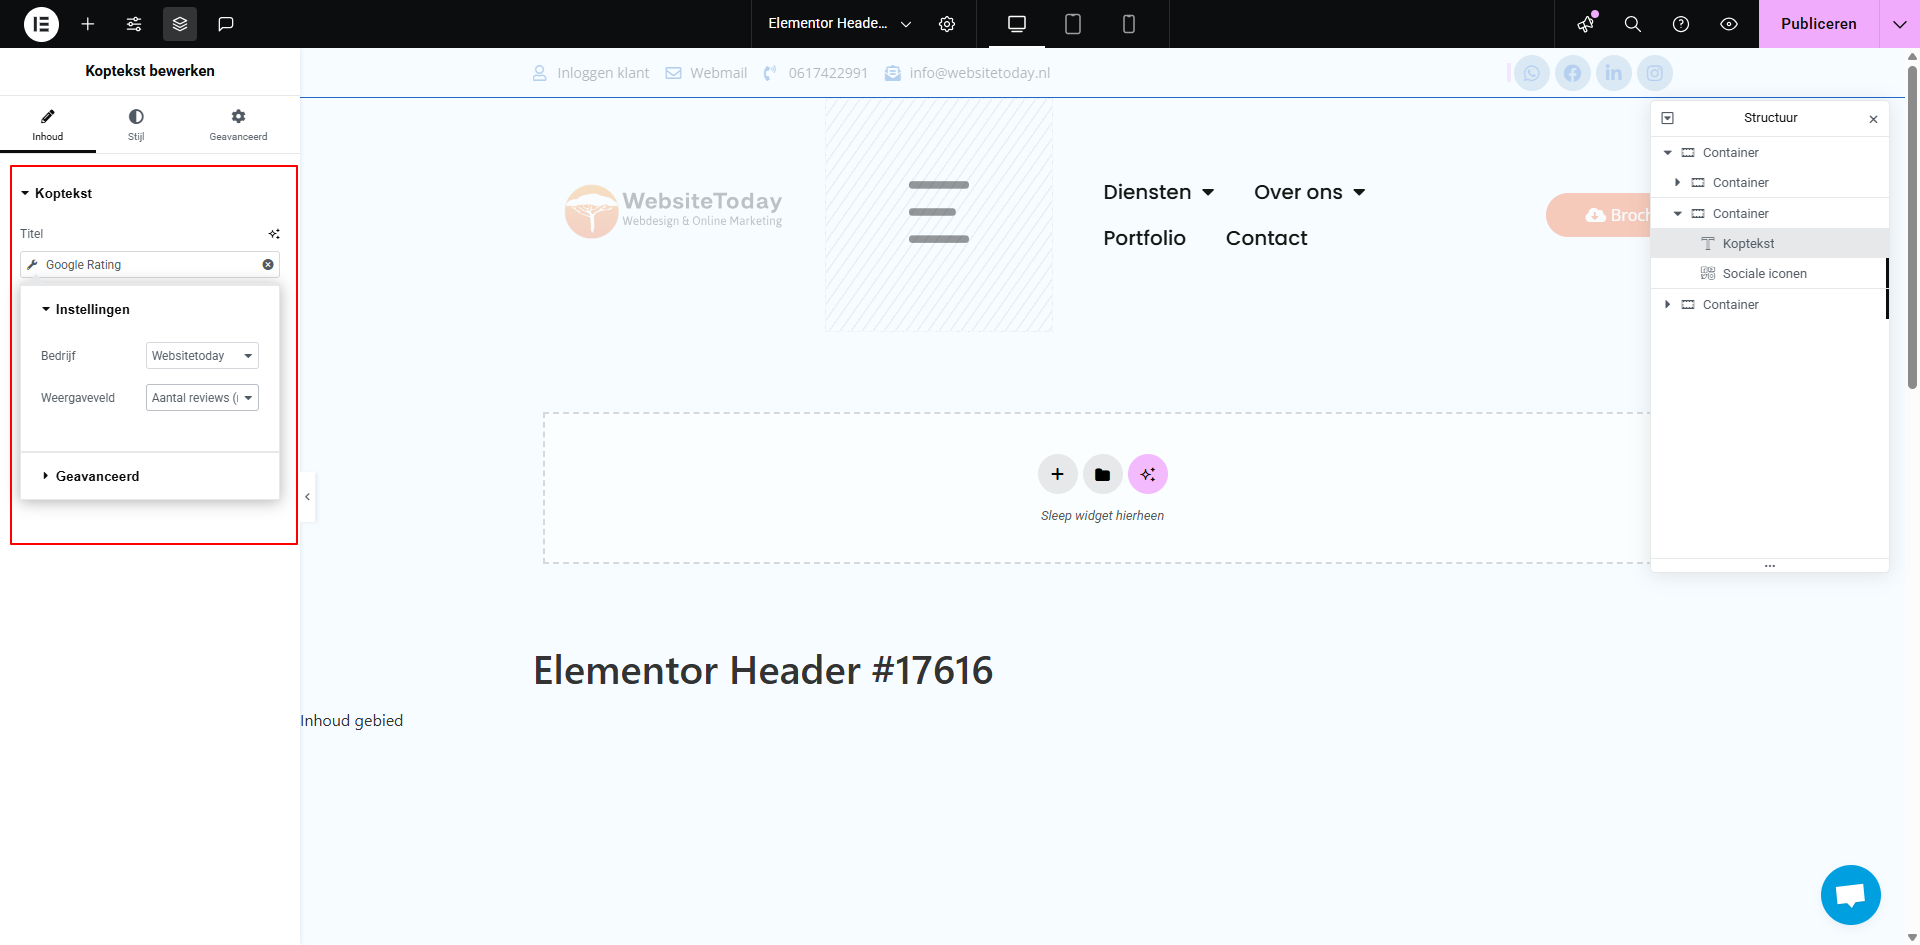 Elementor Heade...
Publiceren
Koptekst bewerken
Inhoud
Stijl
Geavanceerd
Koptekst
Titel
Google Rating
Instellingen
Bedrijf
Websitetoday
Weergaveveld
Aantal reviews (
Geavanceerd
Inloggen klant
Webmail
0617422991
info@websitetoday.nl
WebsiteToday
Webdesign & Online Marketing
Diensten
Over ons
Portfolio
Contact
Broch
Sleep widget hierheen
Elementor Header #17616
Inhoud gebied
Structuur
Container
Container
Container
Koptekst
Sociale iconen
Container